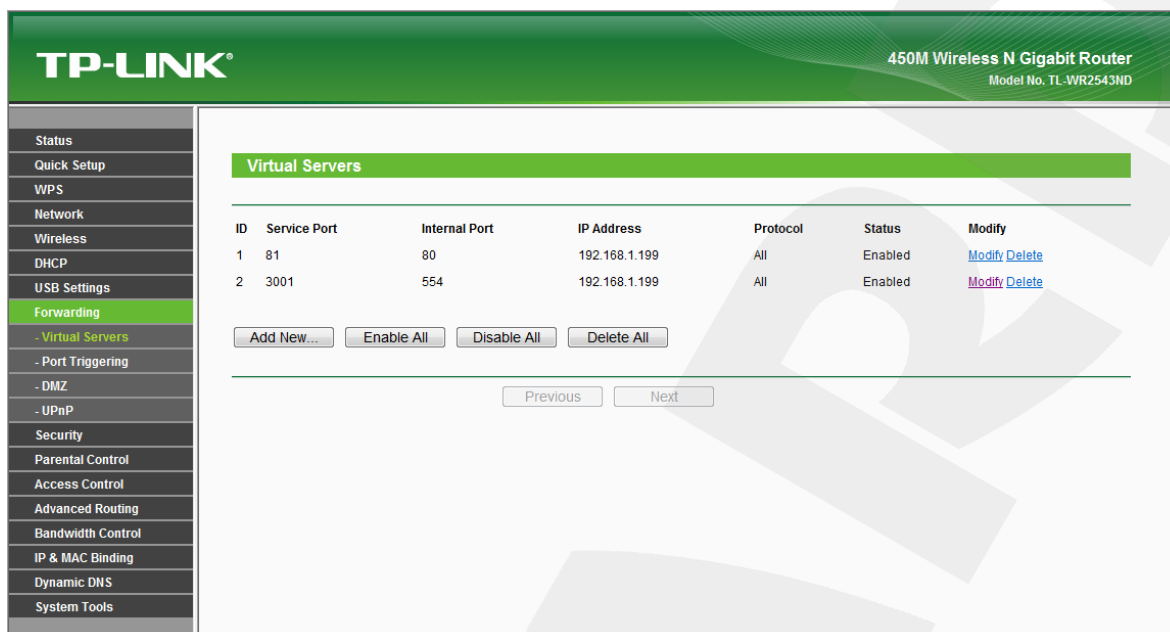 TP-LINK®
450M Wireless N Gigabit Router
Model No. TL-WR2543ND
Status
Quick Setup
WPS
Network
Wireless
DHCP
USB Settings
Forwarding
- Virtual Servers
- Port Triggering
- DMZ
- UPnP
Security
Parental Control
Access Control
Advanced Routing
Bandwidth Control
IP & MAC Binding
Dynamic DNS
System Tools
Virtual Servers
ID Service Port Internal Port IP Address Protocol Status Modify
1 81 80 192.168.1.199 All Enabled Modify Delete
2 3001 554 192.168.1.199 All Enabled Modify Delete
Add New... Enable All Disable All Delete All
Previous Next